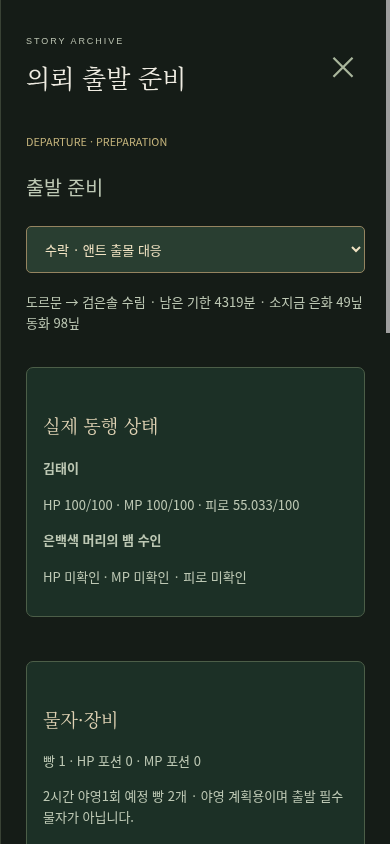 STORY ARCHIVE
의뢰 출발 준비
DEPARTURE · PREPARATION
출발 준비
수락 · 앤트 출몰 대응
도르문 → 검은솔 수림 · 남은 기한 4319분 · 소지금 은화 49닢
동화 98닢
실제 동행 상태
김태이
HP 100/100 · MP 100/100 · 피로 55.033/100
은백색 머리의 뱀 수인
HP 미확인 · MP 미확인 · 피로 미확인
물자·장비
빵 1 · HP 포션 0 · MP 포션 0
2시간 야영1회 예정 빵 2개 · 야영 계획용이며 출발 필수
물자가 아닙니다.